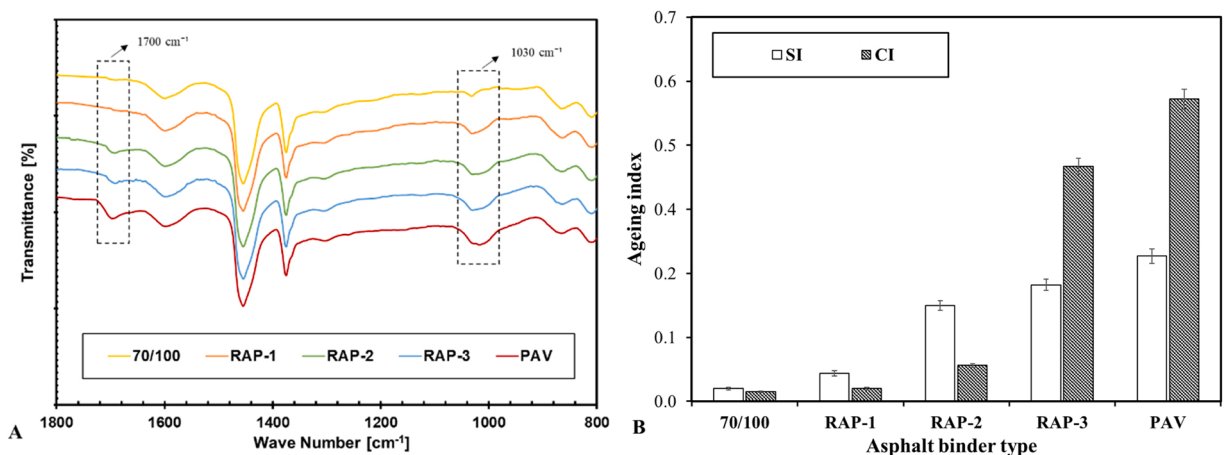 1700 cm⁻¹
1030 cm⁻¹
Transmittance [%]
70/100 RAP-1 RAP-2 RAP-3 PAV
1800 1600 1400 1200 1000 800
Wave Number [cm⁻¹]
A
0.7
0.6
0.5
0.3
0.2
0.1
0.0
Ageing index
SI CI
70/100 RAP-1 RAP-2 RAP-3 PAV
Asphalt binder type
B